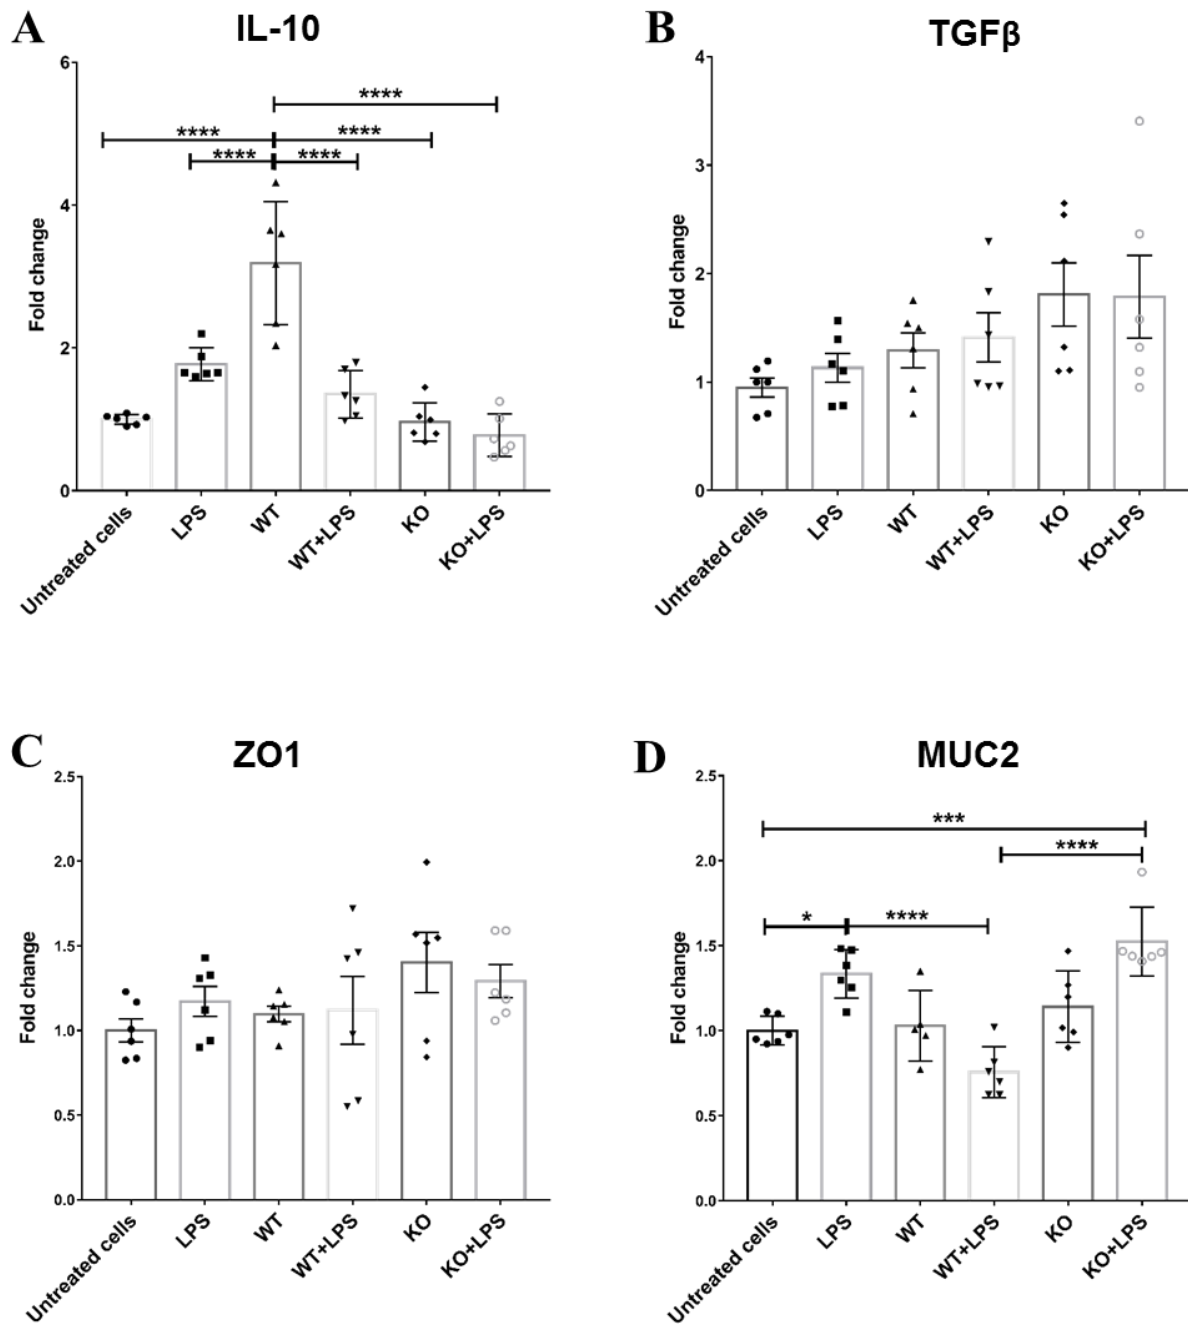 A
IL-10
6
4
2
0
Fold change
****
**** ****
**** ****
Untreated cells
LPS
WT
WT+LPS
KO
KO+LPS
B
TGFβ
4
3
2
1
0
Fold change
Untreated cells
LPS
WT
WT+LPS
KO
KO+LPS
C
ZO1
2.5
2.0
1.5
1.0
0.5
0.0
Fold change
Untreated cells
LPS
WT
WT+LPS
KO
KO+LPS
D
MUC2
2.5
2.0
1.5
1.0
0.5
0.0
Fold change
***
****
* ****
Untreated cells
LPS
WT
WT+LPS
KO
KO+LPS